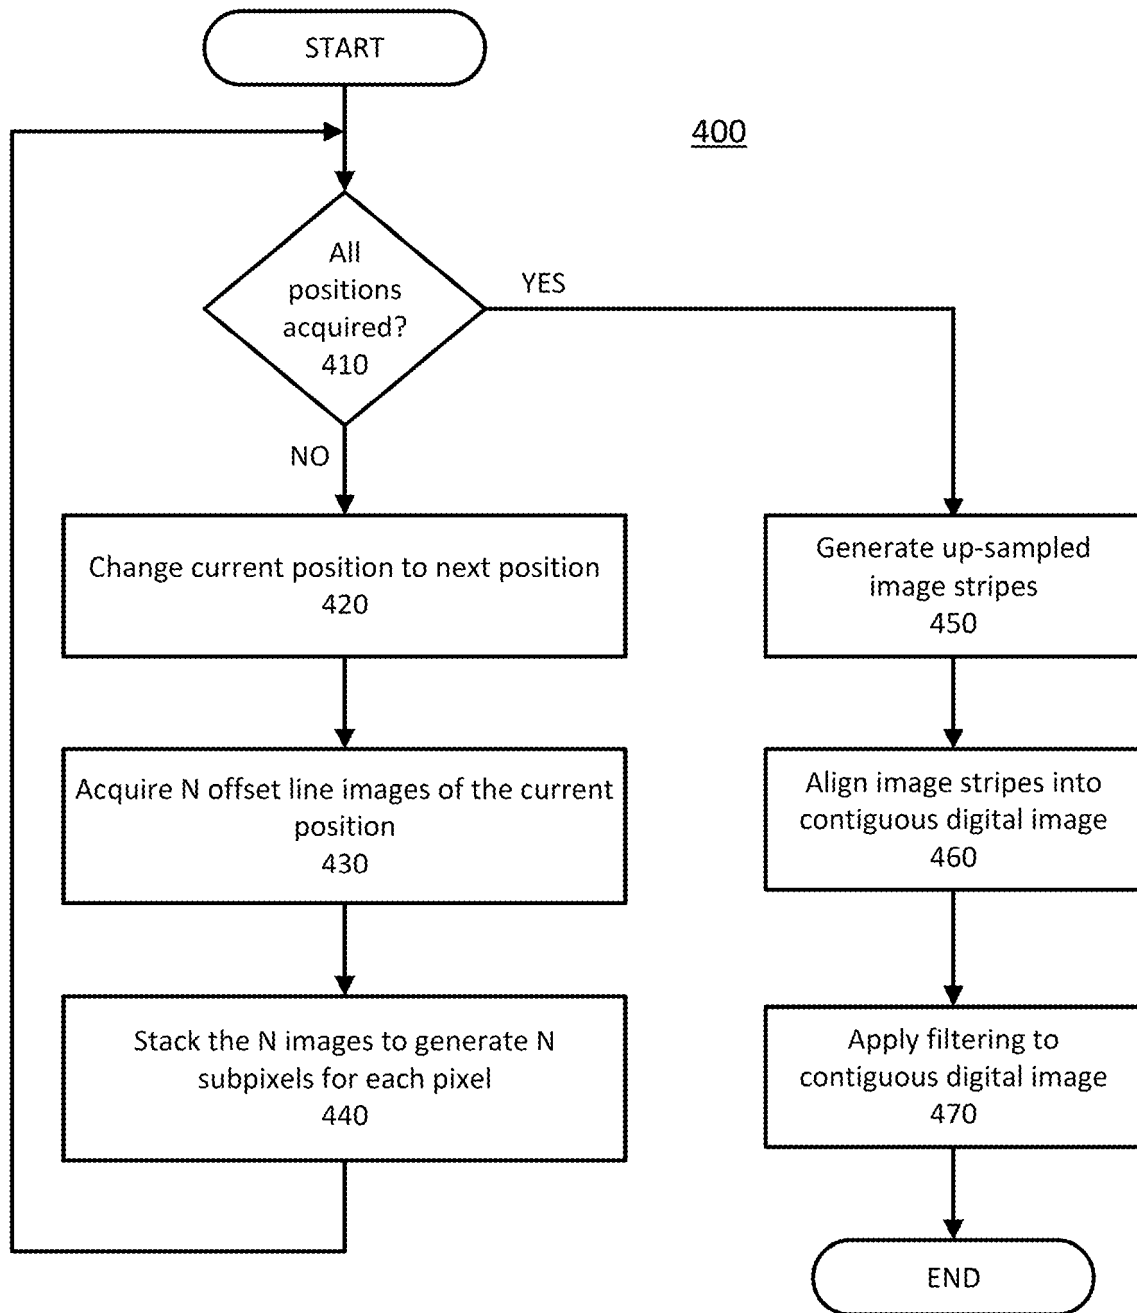 START
400
All
positions
acquired?
410
YES
NO
Change current position to next position
420
Acquire N offset line images of the current
position
430
Stack the N images to generate N
subpixels for each pixel
440
Generate up-sampled
image stripes
450
Align image stripes into
contiguous digital image
460
Apply filtering to
contiguous digital image
470
END